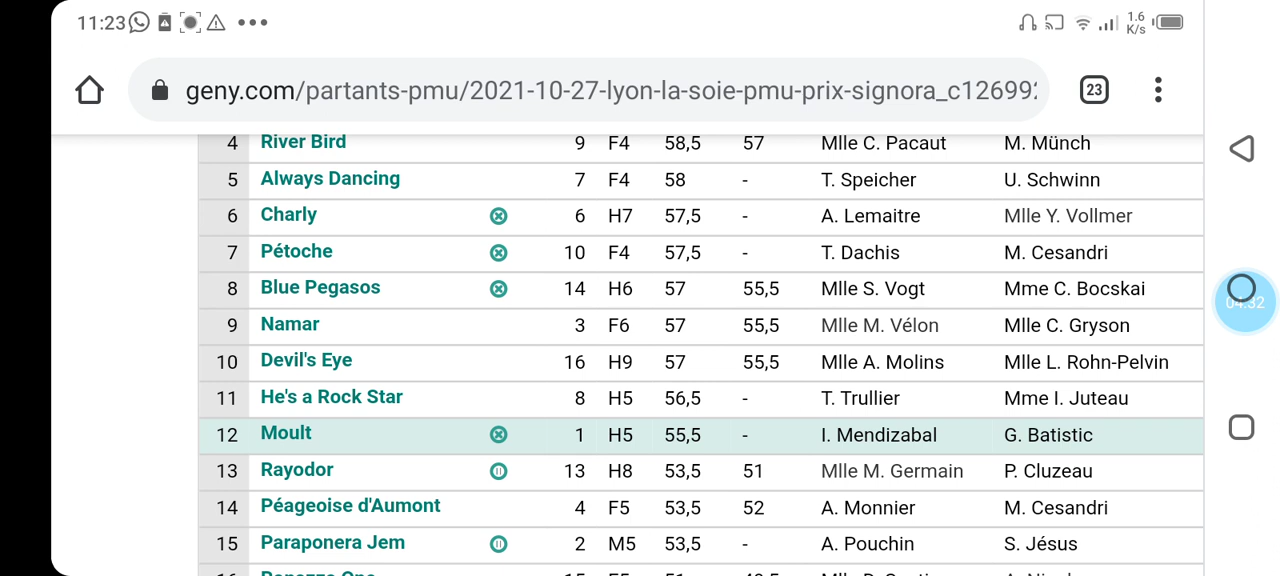 11:23 1.6 K/s
geny.com/partants-pmu/2021-10-27-lyon-la-soie-pmu-prix-signora_c12699 23
4 River Bird 9 F4 58,5 57 Mlle C. Pacaut M. Münch
5 Always Dancing 7 F4 58 - T. Speicher U. Schwinn
6 Charly 6 H7 57,5 - A. Lemaitre Mlle Y. Vollmer
7 Pétoche 10 F4 57,5 - T. Dachis M. Cesandri
8 Blue Pegasos 14 H6 57 55,5 Mlle S. Vogt Mme C. Bocskai
04:32
9 Namar 3 F6 57 55,5 Mlle M. Vélon Mlle C. Gryson
10 Devil's Eye 16 H9 57 55,5 Mlle A. Molins Mlle L. Rohn-Pelvin
11 He's a Rock Star 8 H5 56,5 - T. Trullier Mme I. Juteau
12 Moult 1 H5 55,5 - I. Mendizabal G. Batistic
13 Rayodor 13 H8 53,5 51 Mlle M. Germain P. Cluzeau
14 Péageoise d'Aumont 4 F5 53,5 52 A. Monnier M. Cesandri
15 Paraponera Jem 2 M5 53,5 - A. Pouchin S. Jésus